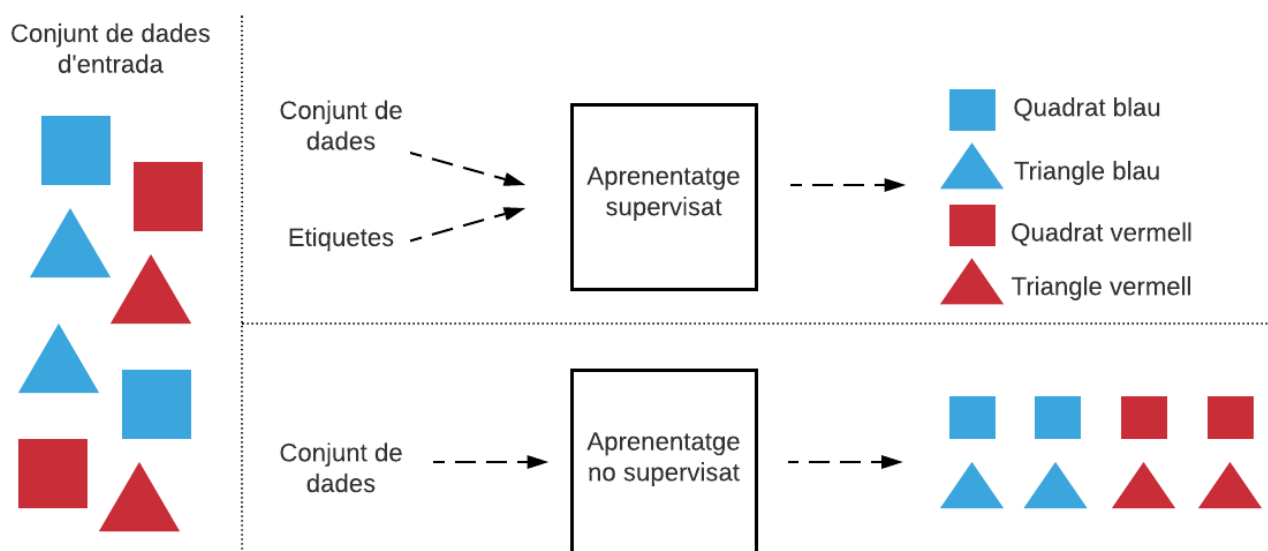 Conjunt de dades
d'entrada
Conjunt de
dades
Etiquetes
Aprenentatge
supervisat
Quadrat blau
Triangle blau
Quadrat vermell
Triangle vermell
Conjunt de
dades
Aprenentatge
no supervisat